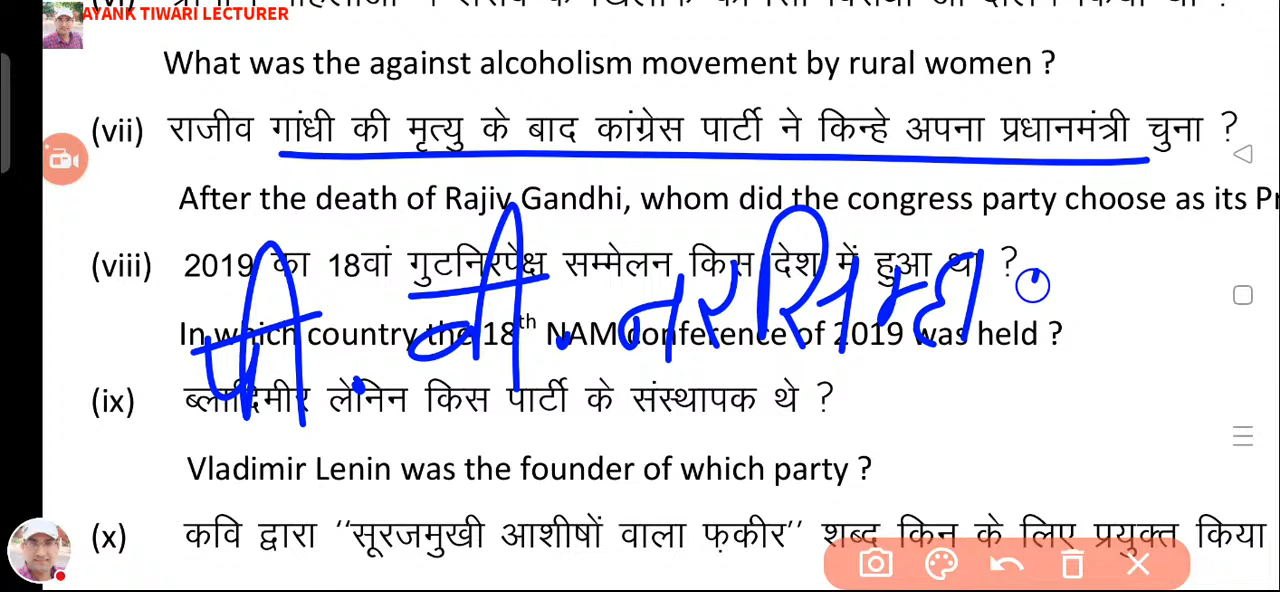 AYANK TIWARI LECTURER
What was the against alcoholism movement by rural women ?
(vii) राजीव गांधी की मृत्यु के बाद कांग्रेस पार्टी ने किन्हे अपना प्रधानमंत्री चुना ?
After the death of Rajiv Gandhi, whom did the congress party choose as its Pr
(viii) 2019 का 18वां गुटनिरपेक्ष सम्मेलन किस देश में हुआ था ?
पी. वी. नरसिम्हा
In which country the 18th NAM conference of 2019 was held ?
(ix) ब्लादिमीर लेनिन किस पार्टी के संस्थापक थे ?
Vladimir Lenin was the founder of which party ?
(x) कवि द्वारा ‘‘सूरजमुखी आशीषों वाला फ़कीर’’ शब्द किन के लिए प्रयुक्त किया